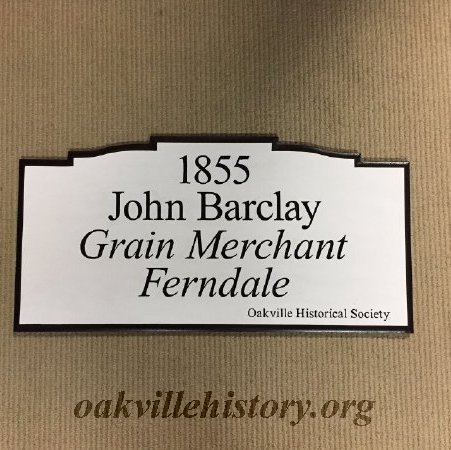 1855
John Barclay
Grain Merchant
Ferndale
Oakville Historical Society
oakvillehistory.org